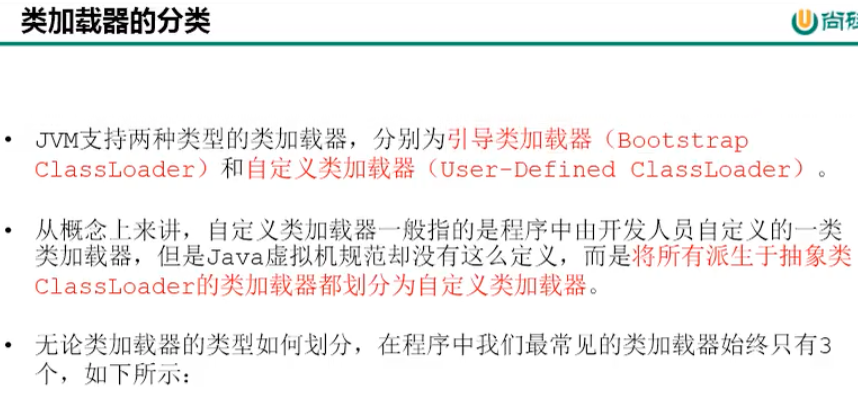 类加载器的分类
尚硅
• JVM支持两种类型的类加载器，分别为引导类加载器（Bootstrap
ClassLoader）和自定义类加载器（User-Defined ClassLoader）。
• 从概念上来讲，自定义类加载器一般指的是程序中由开发人员自定义的一类
类加载器，但是Java虚拟机规范却没有这么定义，而是将所有派生于抽象类
ClassLoader的类加载器都划分为自定义类加载器。
• 无论类加载器的类型如何划分，在程序中我们最常见的类加载器始终只有3
个，如下所示：